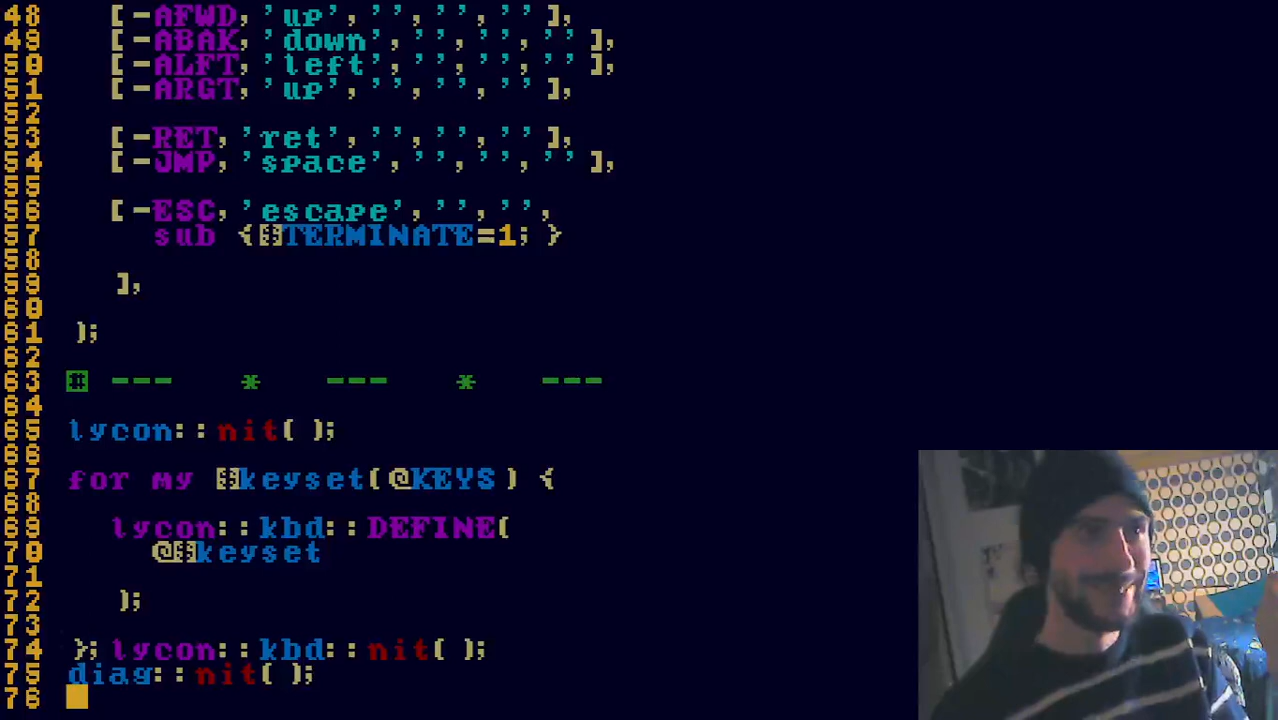 48 [-AFWD,'up','','','' ],
49 [-ABAK,'down','','','' ],
50 [-ALFT,'left','','','' ],
51 [-ARGT,'up','','','' ],
52
53 [-RET,'ret','','','' ],
54 [-JMP,'space','','','' ],
55
56 [-ESC,'escape','','',
57 sub {$TERMINATE=1; }
58
59 ],
60
61 );
62
63 # --- * --- * ---
64
65 lycon::nit( );
66
67 for my $keyset(@KEYS ) {
68
69 lycon::kbd::DEFINE(
70 @$keyset
71
72 );
73
74 }; lycon::kbd::nit( );
75 diag::nit( );
76